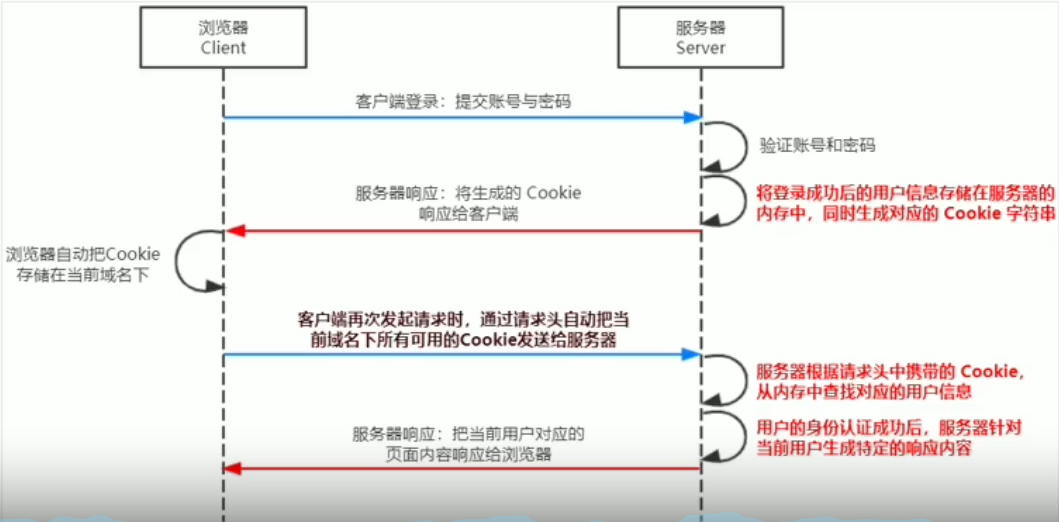 浏览器
Client
服务器
Server
客户端登录：提交账号与密码
验证账号和密码
将登录成功后的用户信息存储在服务器的
内存中，同时生成对应的 Cookie 字符串
服务器响应：将生成的 Cookie
响应给客户端
浏览器自动把Cookie
存储在当前域名下
客户端再次发起请求时，通过请求头自动把当
前域名下所有可用的Cookie发送给服务器
服务器根据请求头中携带的 Cookie，
从内存中查找对应的用户信息
用户的身份认证成功后，服务器针对
当前用户生成特定的响应内容
服务器响应：把当前用户对应的
页面内容响应给浏览器